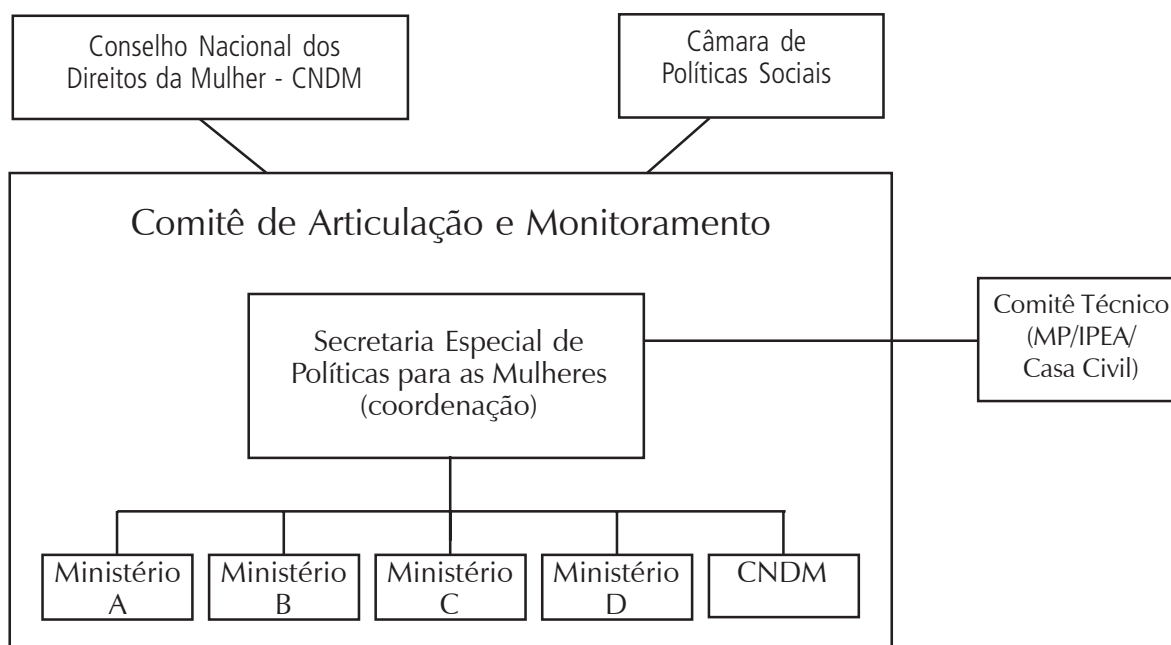 Conselho Nacional dos
Direitos da Mulher - CNDM
Câmara de
Políticas Sociais
Comitê de Articulação e Monitoramento
Secretaria Especial de
Políticas para as Mulheres
(coordenação)
Comitê Técnico
(MP/IPEA/
Casa Civil)
Ministério
A
Ministério
B
Ministério
C
Ministério
D
CNDM